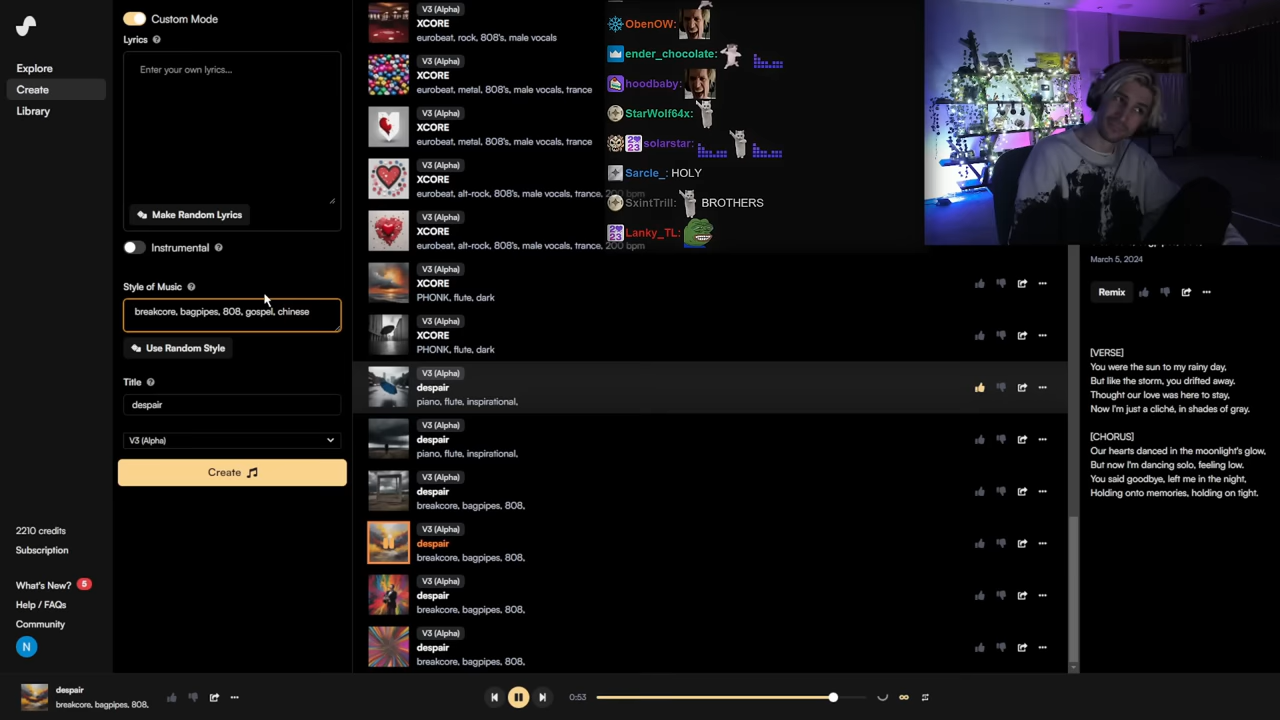 Custom Mode
Lyrics
Enter your own lyrics...
Make Random Lyrics
Instrumental
Style of Music
breakcore, bagpipes, 808, gospel, chinese
Use Random Style
Title
despair
V3 (Alpha)
Create
Explore
Create
Library
2210 credits
Subscription
What's New? 5
Help / FAQs
Community
N
V3 (Alpha)
XCORE
eurobeat, rock, 808's, male vocals
V3 (Alpha)
XCORE
eurobeat, metal, 808's, male vocals, trance
V3 (Alpha)
XCORE
eurobeat, metal, 808's, male vocals, trance
V3 (Alpha)
XCORE
eurobeat, alt-rock, 808's, male vocals, trance, 200 bpm
V3 (Alpha)
XCORE
eurobeat, alt-rock, 808's, male vocals, trance, 200 bpm
V3 (Alpha)
XCORE
PHONK, flute, dark
V3 (Alpha)
XCORE
PHONK, flute, dark
V3 (Alpha)
despair
piano, flute, inspirational,
V3 (Alpha)
despair
piano, flute, inspirational,
V3 (Alpha)
despair
breakcore, bagpipes, 808,
V3 (Alpha)
despair
breakcore, bagpipes, 808,
V3 (Alpha)
despair
breakcore, bagpipes, 808,
V3 (Alpha)
despair
breakcore, bagpipes, 808,
ObenOW:
ender_chocolate:
hoodbaby:
StarWolf64x:
solarstar:
Sarcle_: HOLY
SxintTrill: BROTHERS
Lanky_TL:
March 5, 2024
Remix
[VERSE]
You were the sun to my rainy day,
But like the storm, you drifted away.
Thought our love was here to stay,
Now I'm just a cliché, in shades of gray.
[CHORUS]
Our hearts danced in the moonlight's glow,
But now I'm dancing solo, feeling low.
You said goodbye, left me in the night,
Holding onto memories, holding on tight.
despair
breakcore, bagpipes, 808,
0:53